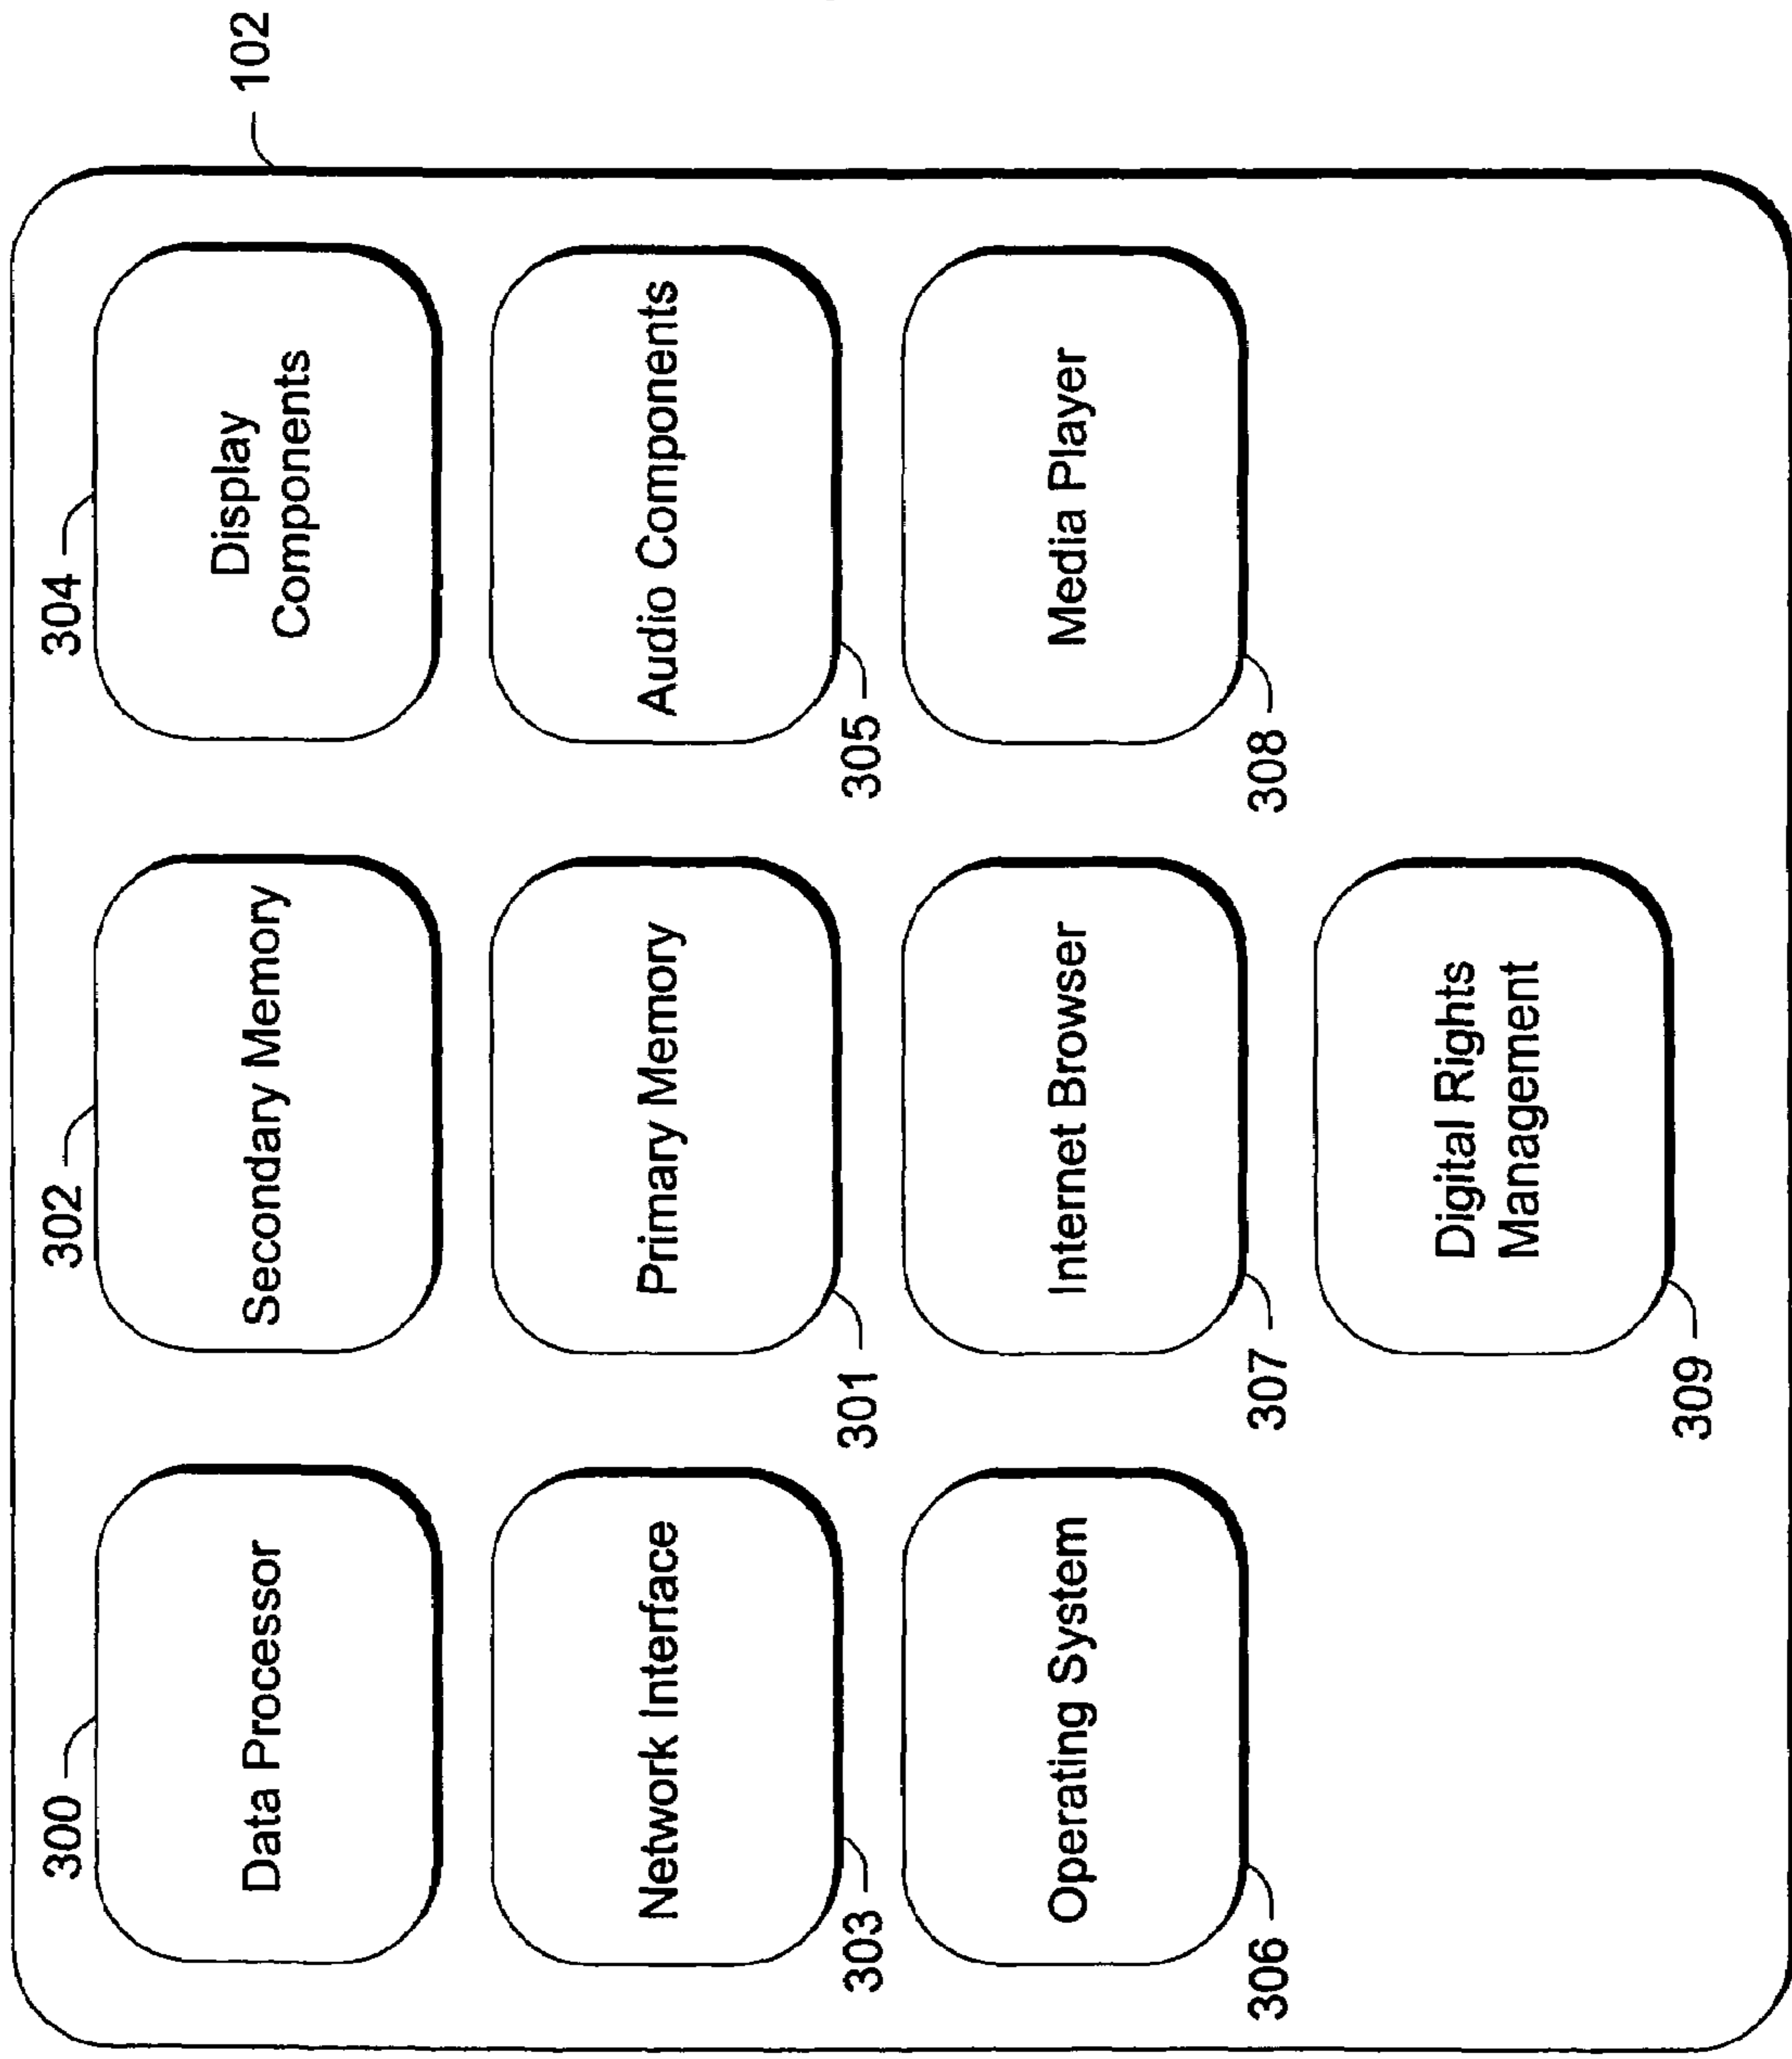 102
300
302
304
Data Processor
Secondary Memory
Display
Components
Network Interface
Primary Memory
Audio Components
303
301
305
Operating System
Internet Browser
Media Player
306
307
308
Digital Rights
Management
309